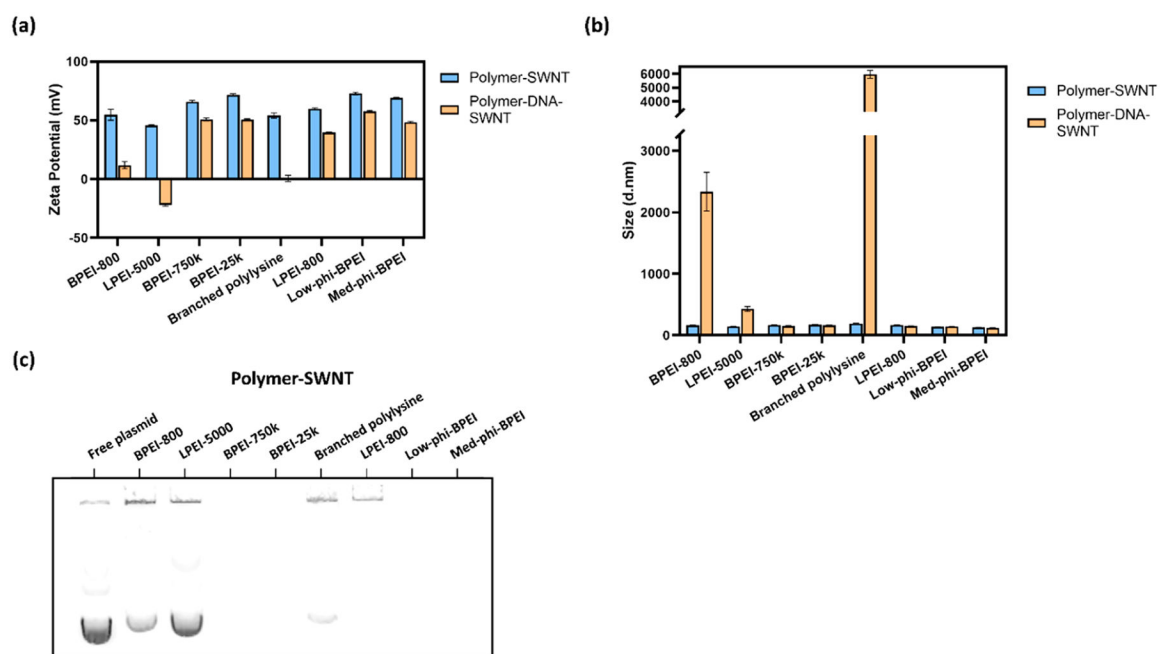 (a)
100
50
0
-50
Zeta Potential (mV)
Polymer-SWNT
Polymer-DNA-
SWNT
BPEI-800
LPEI-5000
BPEI-750k
BPEI-25k
Branched polylysine
LPEI-800
Low-phi-BPEI
Med-phi-BPEI
(b)
6000
5000
4000
3000
2000
1000
0
Size (d.nm)
Polymer-SWNT
Polymer-DNA-
SWNT
BPEI-800
LPEI-5000
BPEI-750k
BPEI-25k
Branched polylysine
LPEI-800
Low-phi-BPEI
Med-phi-BPEI
(c)
Polymer-SWNT
Free plasmid
BPEI-800
LPEI-5000
BPEI-750k
BPEI-25k
Branched polylysine
LPEI-800
Low-phi-BPEI
Med-phi-BPEI